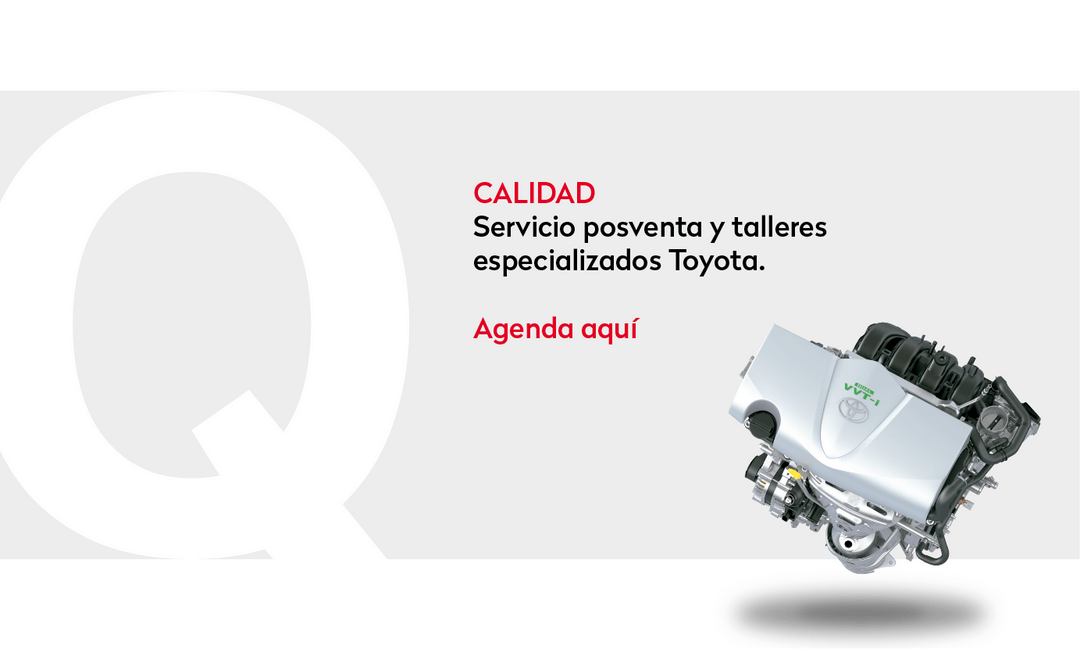 Q
CALIDAD
Servicio posventa y talleres
especializados Toyota.
Agenda aquí
VVT-i